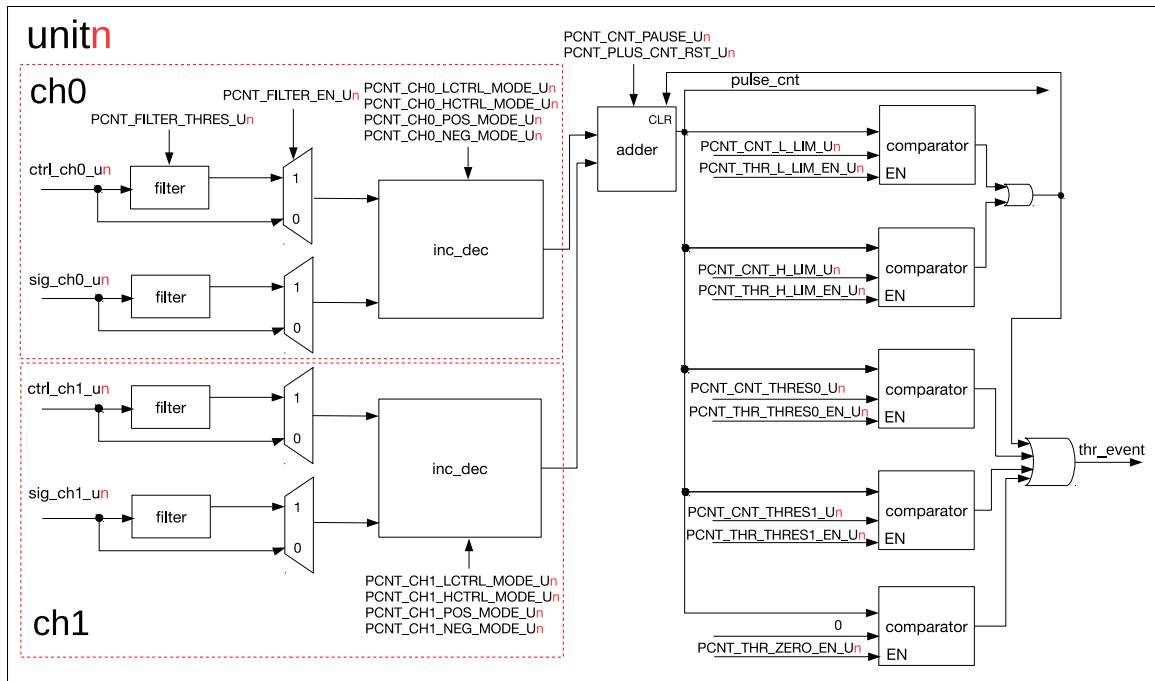 unitn
ch0
PCNT_FILTER_THRES_Un
PCNT_FILTER_EN_Un
PCNT_CH0_LCTRL_MODE_Un
PCNT_CH0_HCTRL_MODE_Un
PCNT_CH0_POS_MODE_Un
PCNT_CH0_NEG_MODE_Un
ctrl_ch0_un
filter
1
0
sig_ch0_un
filter
1
0
inc_dec
ctrl_ch1_un
filter
1
0
sig_ch1_un
filter
1
0
inc_dec
PCNT_CH1_LCTRL_MODE_Un
PCNT_CH1_HCTRL_MODE_Un
PCNT_CH1_POS_MODE_Un
PCNT_CH1_NEG_MODE_Un
ch1
PCNT_CNT_PAUSE_Un
PCNT_PLUS_CNT_RST_Un
CLR
adder
pulse_cnt
PCNT_CNT_L_LIM_Un
PCNT_THR_L_LIM_EN_Un
comparator
EN
PCNT_CNT_H_LIM_Un
PCNT_THR_H_LIM_EN_Un
comparator
EN
PCNT_CNT_THRES0_Un
PCNT_THR_THRES0_EN_Un
comparator
EN
PCNT_CNT_THRES1_Un
PCNT_THR_THRES1_EN_Un
comparator
EN
0
PCNT_THR_ZERO_EN_Un
comparator
EN
thr_event